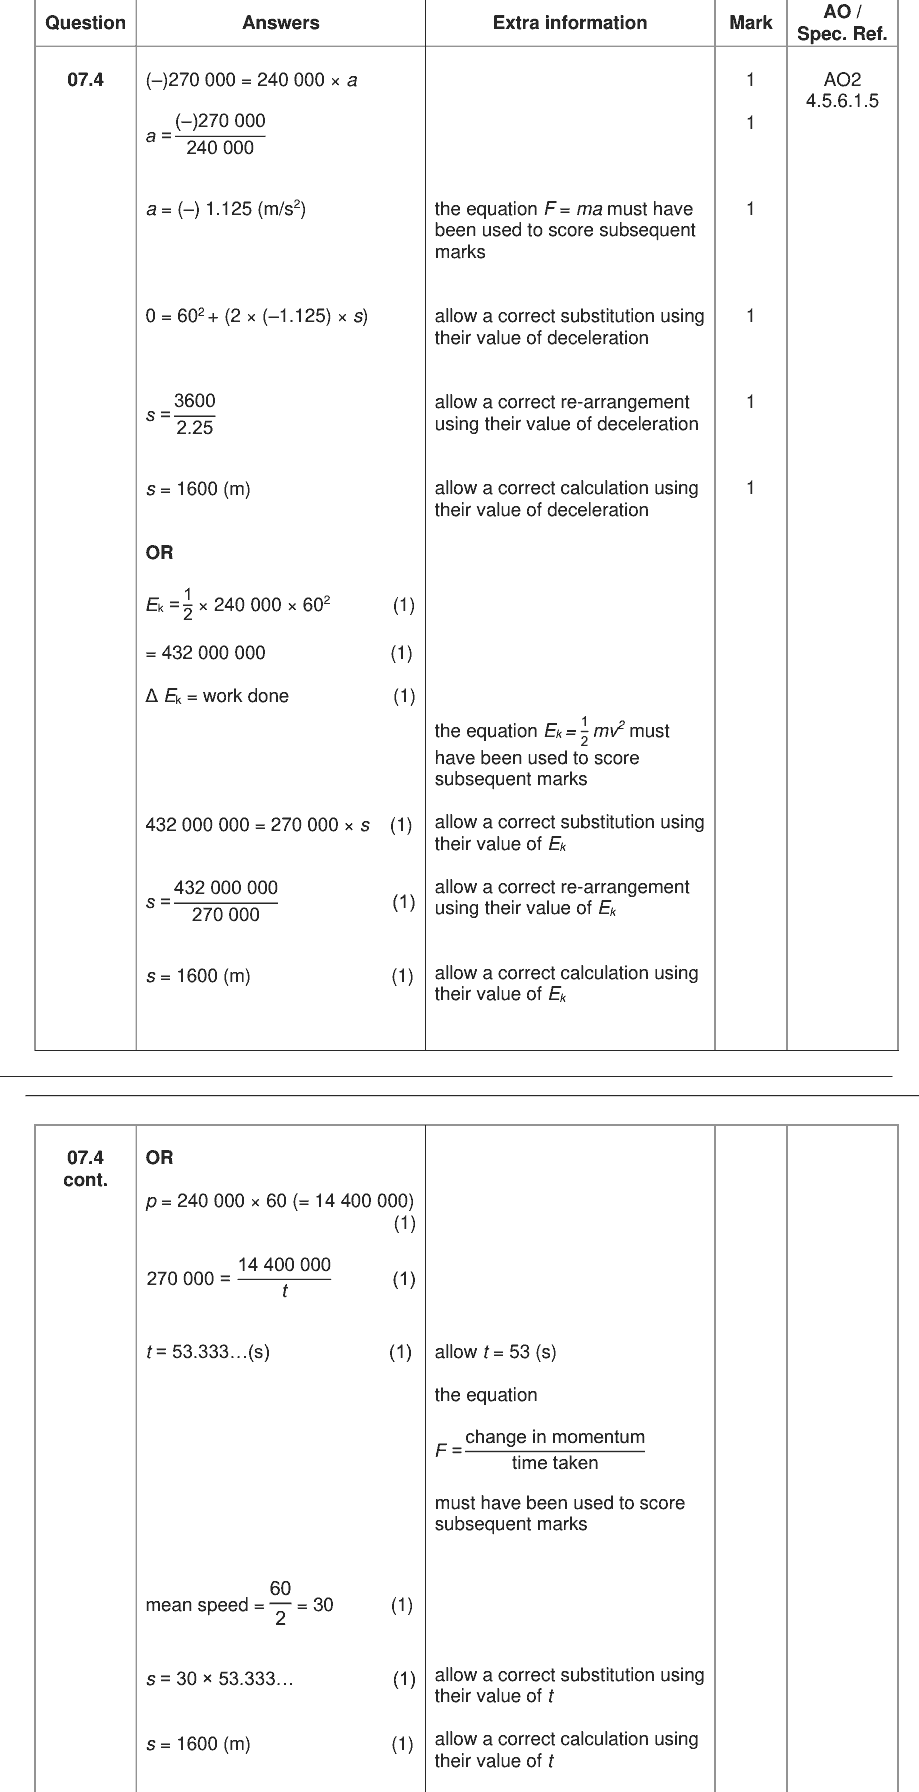 Question Answers Extra information Mark AO / Spec. Ref.
07.4 (–)270 000 = 240 000 × a 1 AO2
4.5.6.1.5
a = (–)270 000 / 240 000 1
a = (–) 1.125 (m/s²) the equation F = ma must have 1
been used to score subsequent
marks
0 = 60² + (2 × (–1.125) × s) allow a correct substitution using 1
their value of deceleration
s = 3600 / 2.25 allow a correct re-arrangement 1
using their value of deceleration
s = 1600 (m) allow a correct calculation using 1
their value of deceleration
OR
Eₖ = 1/2 × 240 000 × 60² (1)
= 432 000 000 (1)
Δ Eₖ = work done (1)
the equation Eₖ = 1/2 mv² must
have been used to score
subsequent marks
432 000 000 = 270 000 × s (1) allow a correct substitution using
their value of Eₖ
s = 432 000 000 / 270 000 (1) allow a correct re-arrangement
using their value of Eₖ
s = 1600 (m) (1) allow a correct calculation using
their value of Eₖ
07.4 OR
cont.
p = 240 000 × 60 (= 14 400 000)
(1)
270 000 = 14 400 000 / t (1)
t = 53.333…(s) (1) allow t = 53 (s)
the equation
F = change in momentum / time taken
must have been used to score
subsequent marks
mean speed = 60 / 2 = 30 (1)
s = 30 × 53.333… (1) allow a correct substitution using
their value of t
s = 1600 (m) (1) allow a correct calculation using
their value of t